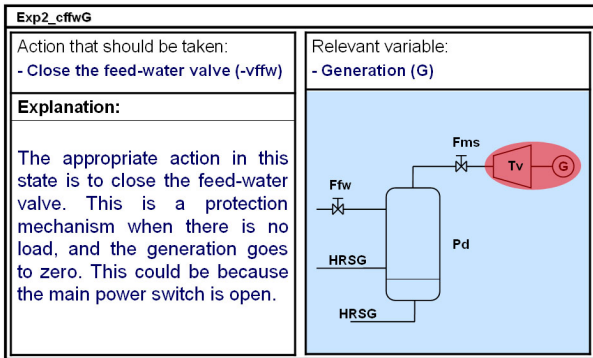 Exp2_cffwG
Action that should be taken:
- Close the feed-water valve (-vffw)
Relevant variable:
- Generation (G)
Explanation:
The appropriate action in this
state is to close the feed-water
valve. This is a protection
mechanism when there is no
load, and the generation goes
to zero. This could be because
the main power switch is open.
Fms
Tv
G
Ffw
Pd
HRSG
HRSG